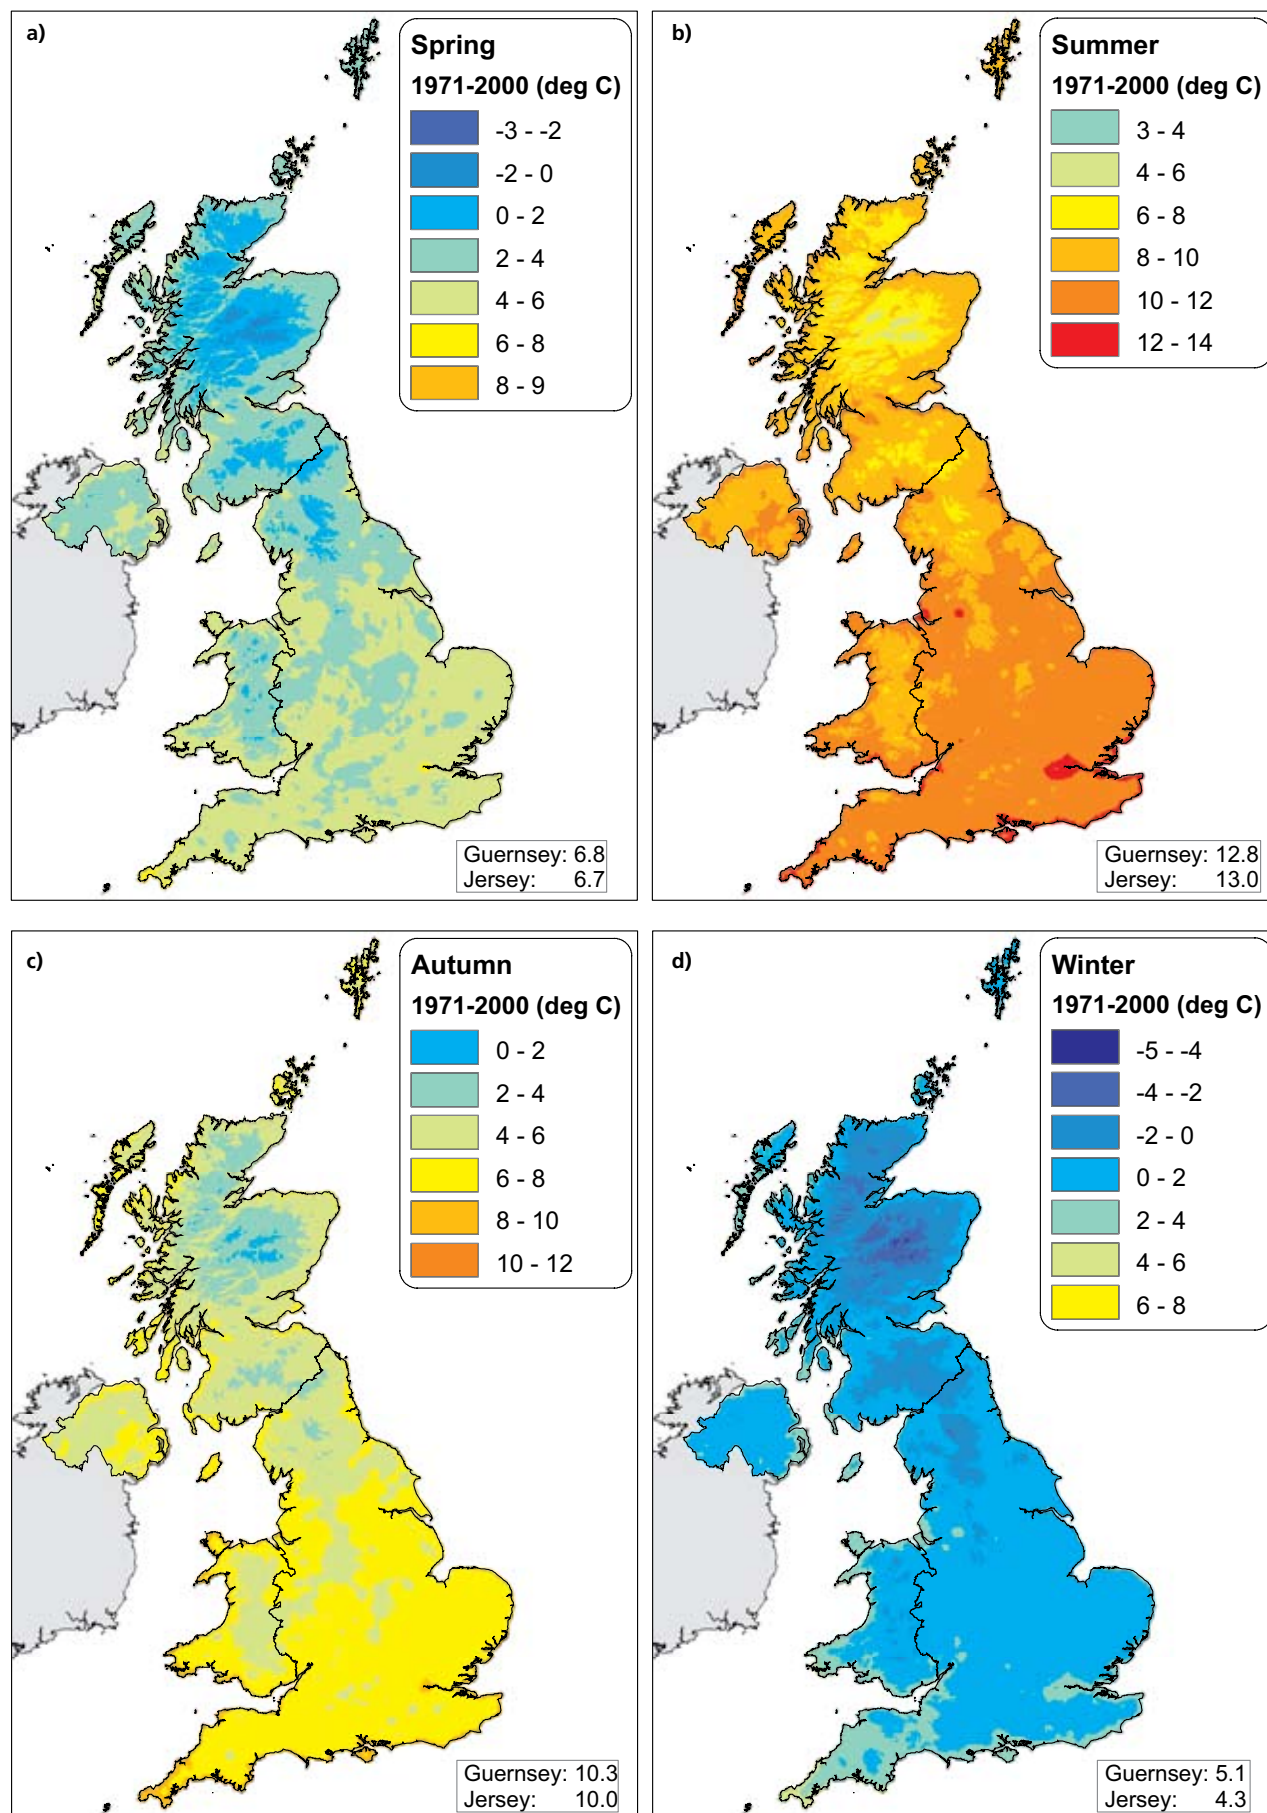 a)
Spring
1971-2000 (deg C)
-3 - -2
-2 - 0
0 - 2
2 - 4
4 - 6
6 - 8
8 - 9
Guernsey: 6.8
Jersey: 6.7
b)
Summer
1971-2000 (deg C)
3 - 4
4 - 6
6 - 8
8 - 10
10 - 12
12 - 14
Guernsey: 12.8
Jersey: 13.0
c)
Autumn
1971-2000 (deg C)
0 - 2
2 - 4
4 - 6
6 - 8
8 - 10
10 - 12
Guernsey: 10.3
Jersey: 10.0
d)
Winter
1971-2000 (deg C)
-5 - -4
-4 - -2
-2 - 0
0 - 2
2 - 4
4 - 6
6 - 8
Guernsey: 5.1
Jersey: 4.3